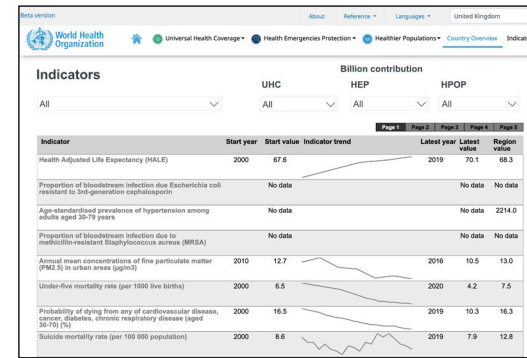 Beta version
About
Reference
Languages
United Kingdom
World Health
Organization
Universal Health Coverage
Health Emergencies Protection
Healthier Populations
Country Overview
Indicat
Indicators
Billion contribution
UHC HEP HPOP
All All All All
Page 1 Page 2 Page 3 Page 4 Page 5
Indicator Start year Start value Indicator trend Latest year Latest value Region value
Health Adjusted Life Expectancy (HALE) 2000 67.6 2019 70.1 68.3
Proportion of bloodstream infection due Escherichia coli
resistant to 3rd-generation cephalosporin No data No data No data
Age-standardised prevalence of hypertension among
adults aged 30-79 years No data No data 2214.0
Proportion of bloodstream infection due to
methicillin-resistant Staphylococcus aureus (MRSA) No data No data No data
Annual mean concentrations of fine particulate matter
(PM2.5) in urban areas (µg/m3) 2010 12.7 2016 10.5 13.0
Under-five mortality rate (per 1000 live births) 2000 6.5 2020 4.2 7.5
Probability of dying from any of cardiovascular disease,
cancer, diabetes, chronic respiratory disease (aged
30-70) (%) 2000 16.5 2019 10.3 16.3
Suicide mortality rate (per 100 000 population) 2000 8.6 2019 7.9 12.8